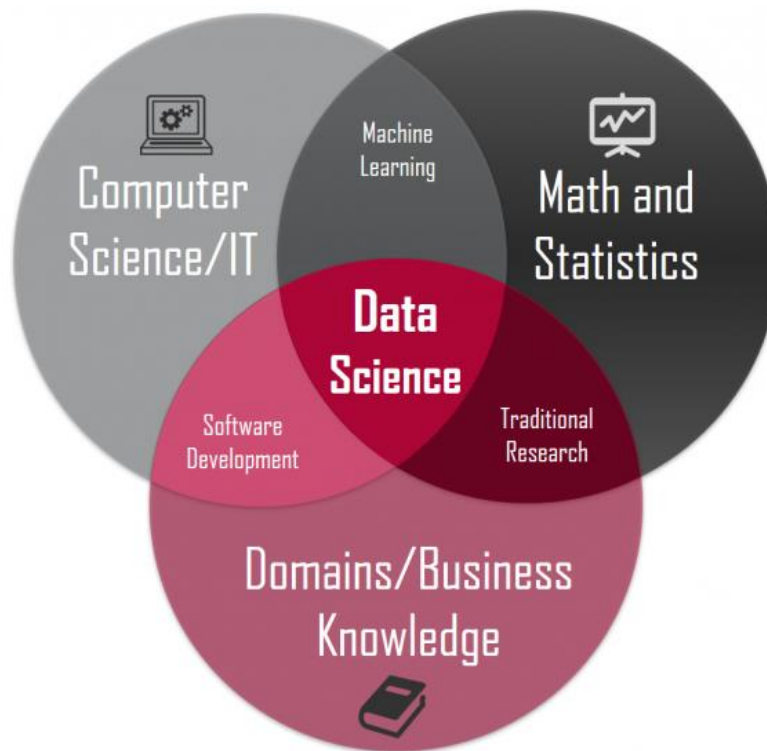 Machine
Learning
Computer
Science/IT
Math and
Statistics
Data
Science
Software
Development
Traditional
Research
Domains/Business
Knowledge